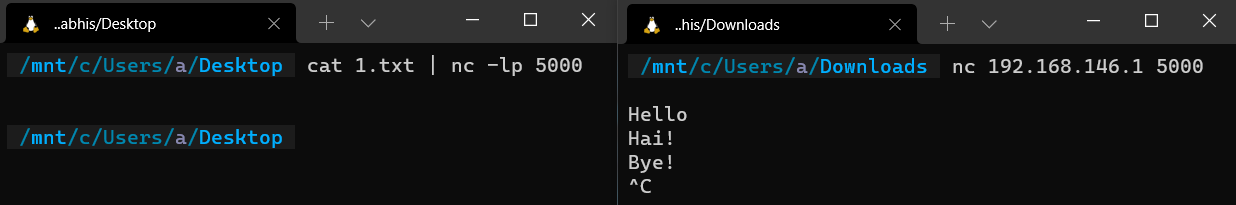 ..abhis/Desktop
/mnt/c/Users/a/Desktop cat 1.txt | nc -lp 5000
/mnt/c/Users/a/Desktop
..his/Downloads
/mnt/c/Users/a/Downloads nc 192.168.146.1 5000
Hello
Hai!
Bye!
^C